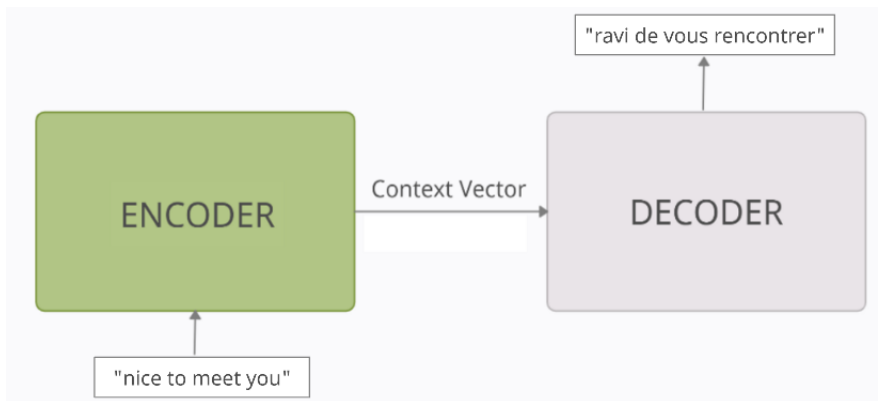 "ravi de vous rencontrer"
ENCODER
Context Vector
DECODER
"nice to meet you"